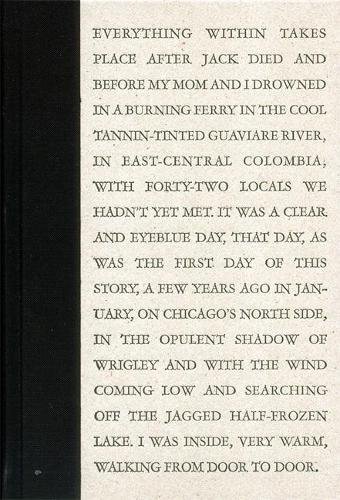 EVERYTHING WITHIN TAKES
PLACE AFTER JACK DIED AND
BEFORE MY MOM AND I DROWNED
IN A BURNING FERRY IN THE COOL
TANNIN-TINTED GUAVIARE RIVER,
IN EAST-CENTRAL COLOMBIA,
WITH FORTY-TWO LOCALS WE
HADN'T YET MET. IT WAS A CLEAR
AND EYEBLUE DAY, THAT DAY, AS
WAS THE FIRST DAY OF THIS
STORY, A FEW YEARS AGO IN JAN-
UARY, ON CHICAGO'S NORTH SIDE,
IN THE OPULENT SHADOW OF
WRIGLEY AND WITH THE WIND
COMING LOW AND SEARCHING
OFF THE JAGGED HALF-FROZEN
LAKE. I WAS INSIDE, VERY WARM,
WALKING FROM DOOR TO DOOR.